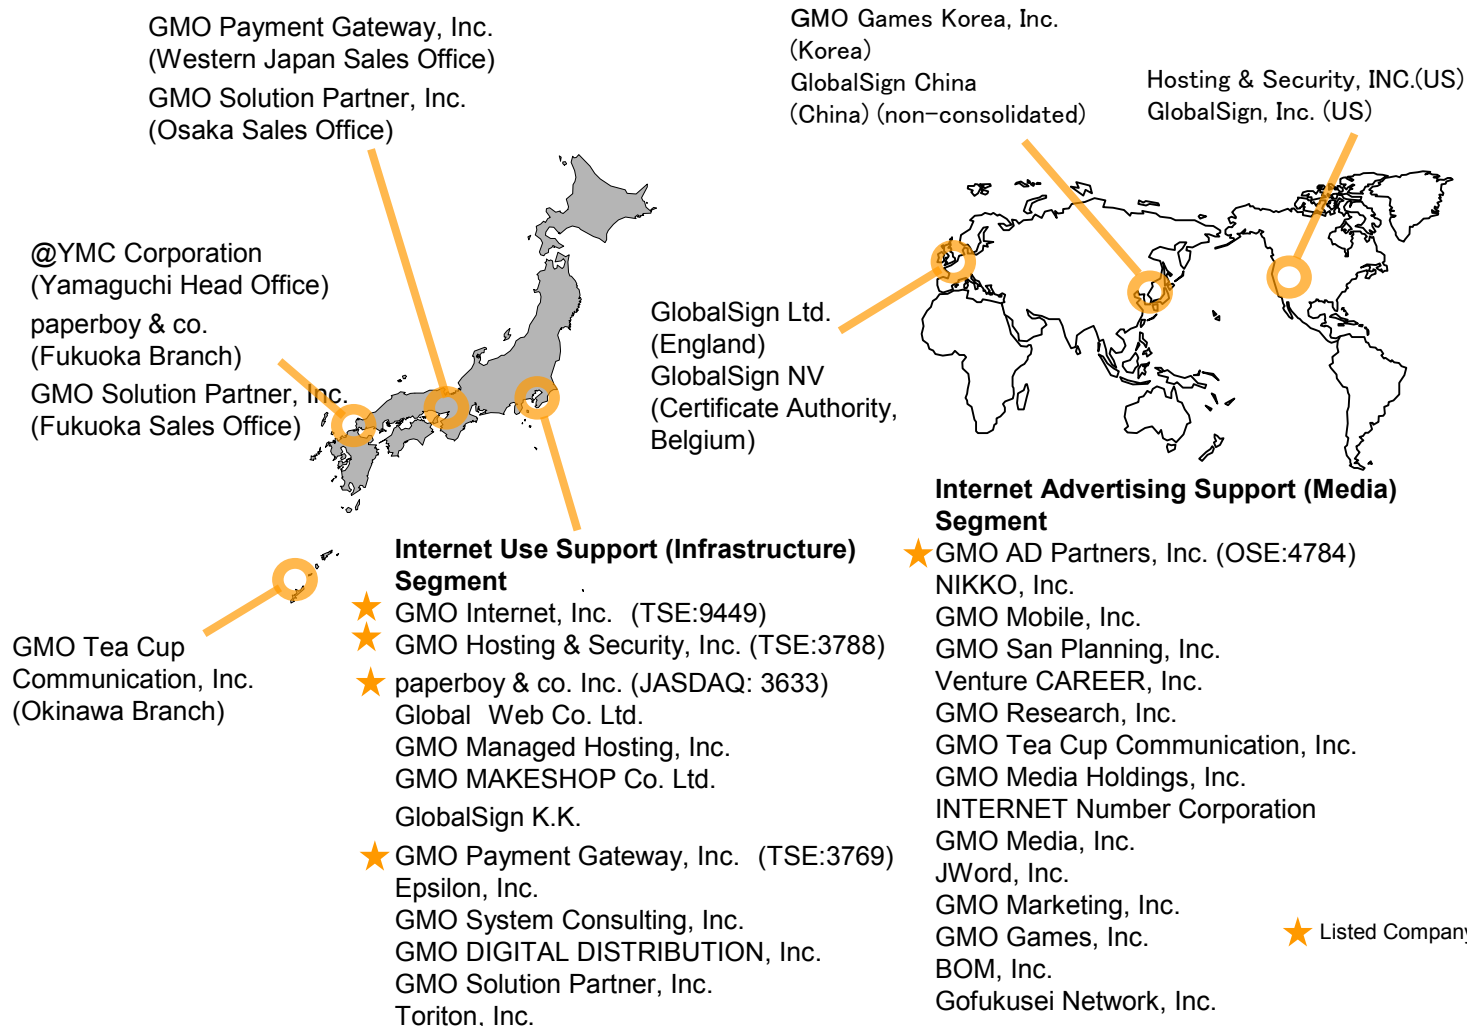 GMO Payment Gateway, Inc.
(Western Japan Sales Office)
GMO Solution Partner, Inc.
(Osaka Sales Office)
GMO Games Korea, Inc.
(Korea)
GlobalSign China
(China) (non-consolidated)
Hosting & Security, INC.(US)
GlobalSign, Inc. (US)
@YMC Corporation
(Yamaguchi Head Office)
paperboy & co.
(Fukuoka Branch)
GMO Solution Partner, Inc.
(Fukuoka Sales Office)
GlobalSign Ltd.
(England)
GlobalSign NV
(Certificate Authority,
Belgium)
GMO Tea Cup
Communication, Inc.
(Okinawa Branch)
Internet Use Support (Infrastructure)
Segment
GMO Internet, Inc. (TSE:9449)
GMO Hosting & Security, Inc. (TSE:3788)
paperboy & co. Inc. (JASDAQ: 3633)
Global Web Co. Ltd.
GMO Managed Hosting, Inc.
GMO MAKESHOP Co. Ltd.
GlobalSign K.K.
GMO Payment Gateway, Inc. (TSE:3769)
Epsilon, Inc.
GMO System Consulting, Inc.
GMO DIGITAL DISTRIBUTION, Inc.
GMO Solution Partner, Inc.
Toriton, Inc.
Internet Advertising Support (Media)
Segment
GMO AD Partners, Inc. (OSE:4784)
NIKKO, Inc.
GMO Mobile, Inc.
GMO San Planning, Inc.
Venture CAREER, Inc.
GMO Research, Inc.
GMO Tea Cup Communication, Inc.
GMO Media Holdings, Inc.
INTERNET Number Corporation
GMO Media, Inc.
JWord, Inc.
GMO Marketing, Inc.
GMO Games, Inc.
BOM, Inc.
Gofukusei Network, Inc.
Listed Company